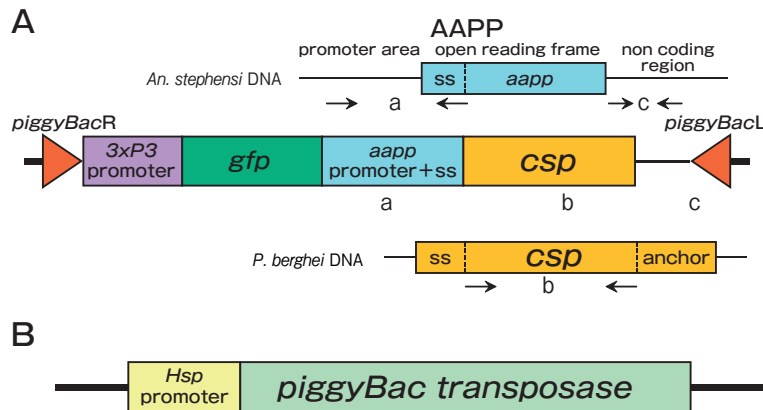 A
AAPP
promoter area open reading frame non coding
region
An. stephensi DNA
ss aapp
a c
piggyBacR piggyBacL
3xP3
promoter
gfp
aapp
promoter+ss
csp
a b c
P. berghei DNA
ss csp anchor
b
B
Hsp
promoter
piggyBac transposase